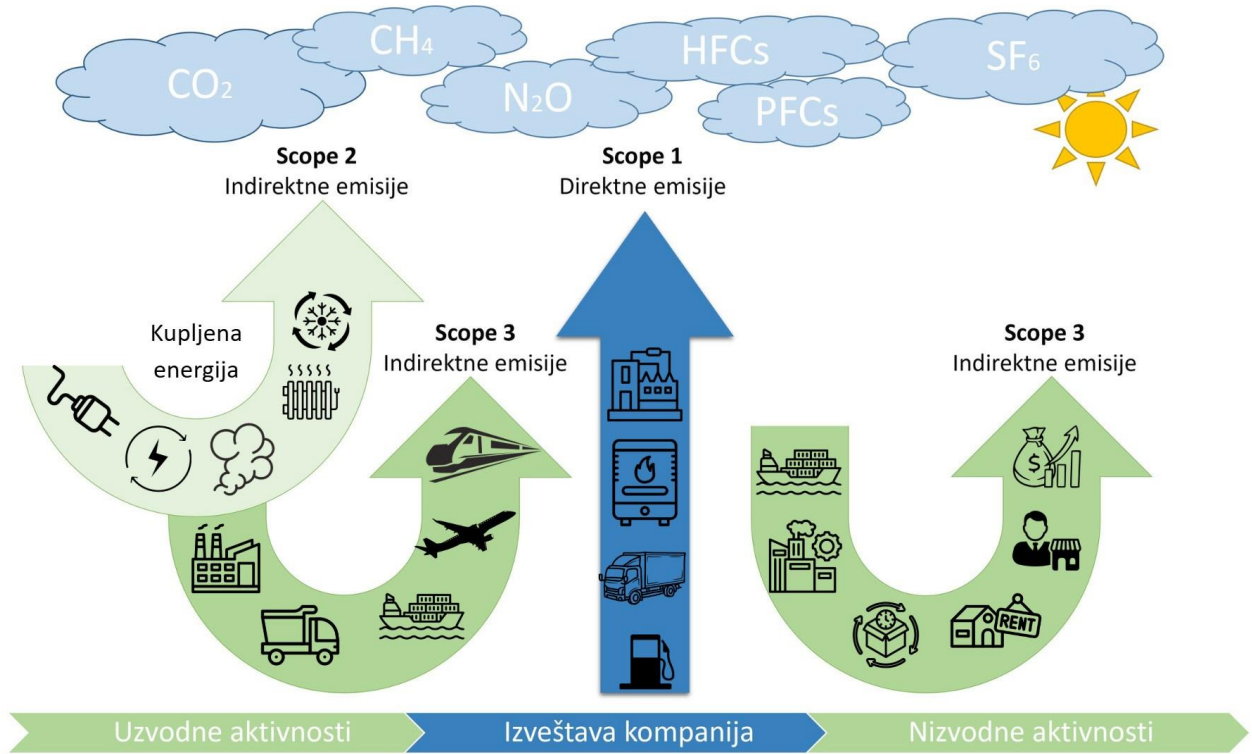 CO₂
CH₄
N₂O
HFCs
PFCs
SF₆
Scope 2
Indirektne emisije
Scope 1
Direktne emisije
Kupljena
energija
Scope 3
Indirektne emisije
Scope 3
Indirektne emisije
$
RENT
Uzvodne aktivnosti
Izveštava kompanija
Nizvodne aktivnosti